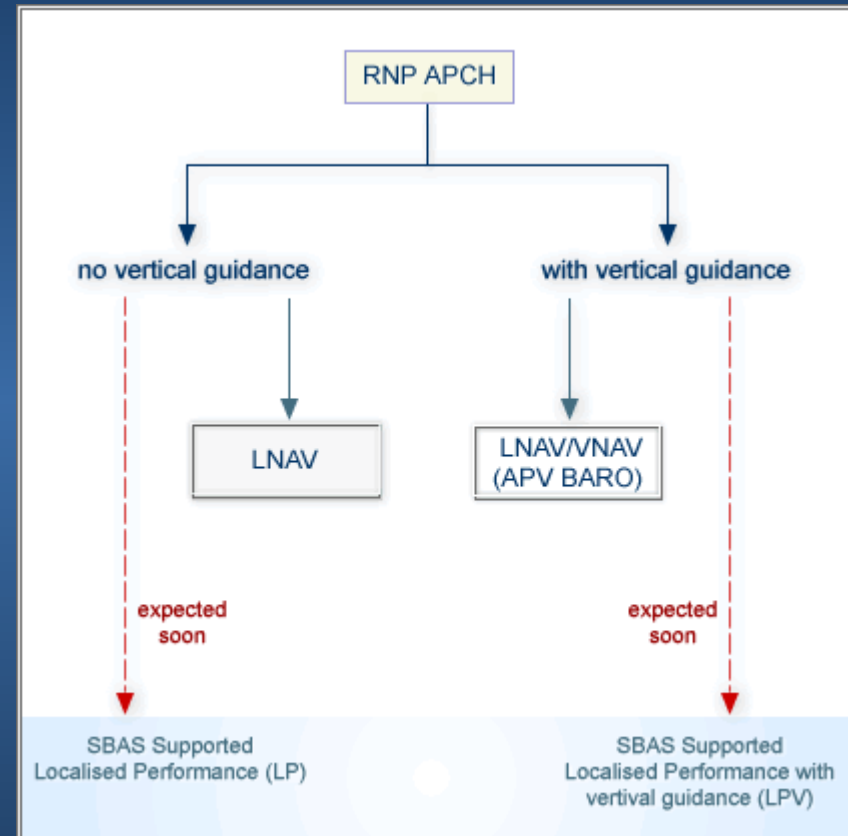 RNP APCH
no vertical guidance
with vertical guidance
LNAV
LNAV/VNAV
(APV BARO)
expected
soon
expected
soon
SBAS Supported
Localised Performance (LP)
SBAS Supported
Localised Performance with
vertival guidance (LPV)